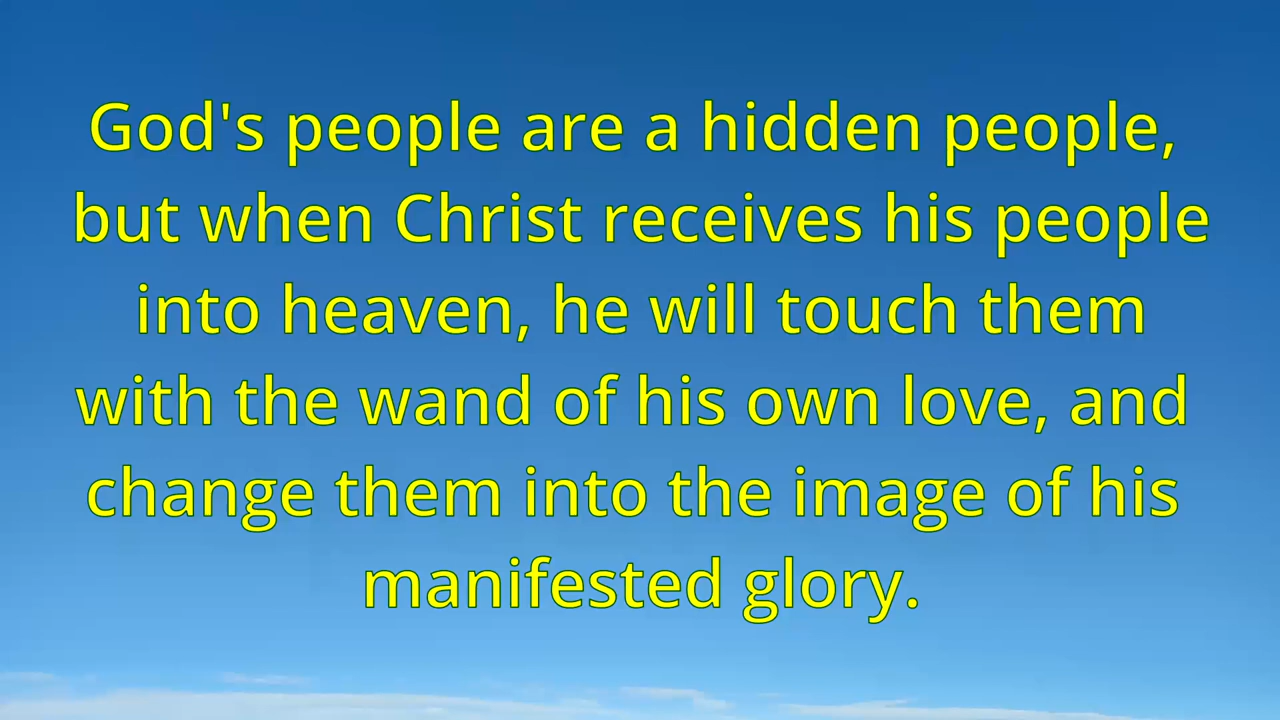 God's people are a hidden people,
but when Christ receives his people
into heaven, he will touch them
with the wand of his own love, and
change them into the image of his
manifested glory.